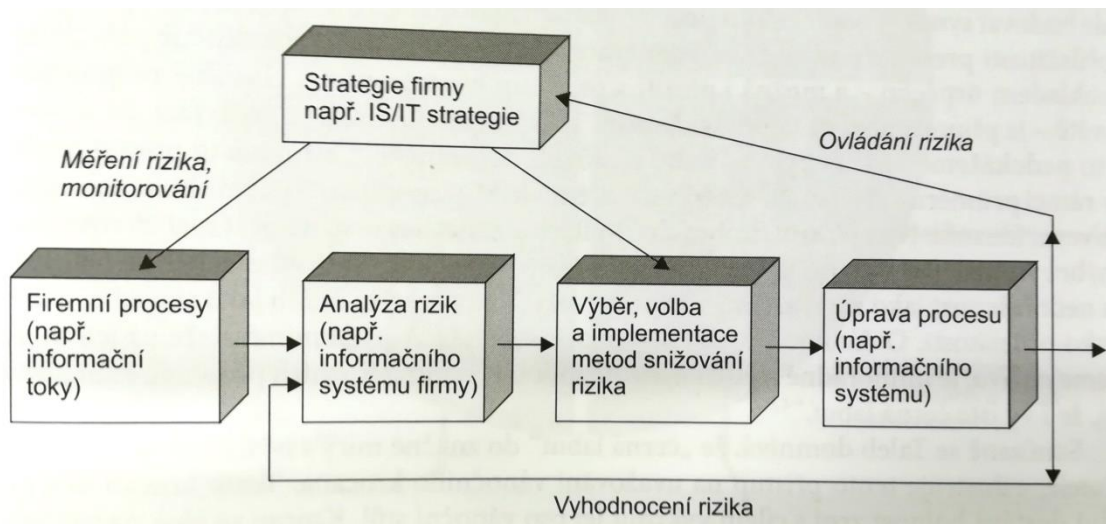 Strategie firmy
např. IS/IT strategie
Měření rizika,
monitorování
Ovládání rizika
Firemní procesy
(např.
informační
toky)
Analýza rizik
(např.
informačního
systému firmy)
Výběr, volba
a implementace
metod snižování
rizika
Úprava procesu
(např.
informačního
systému)
Vyhodnocení rizika